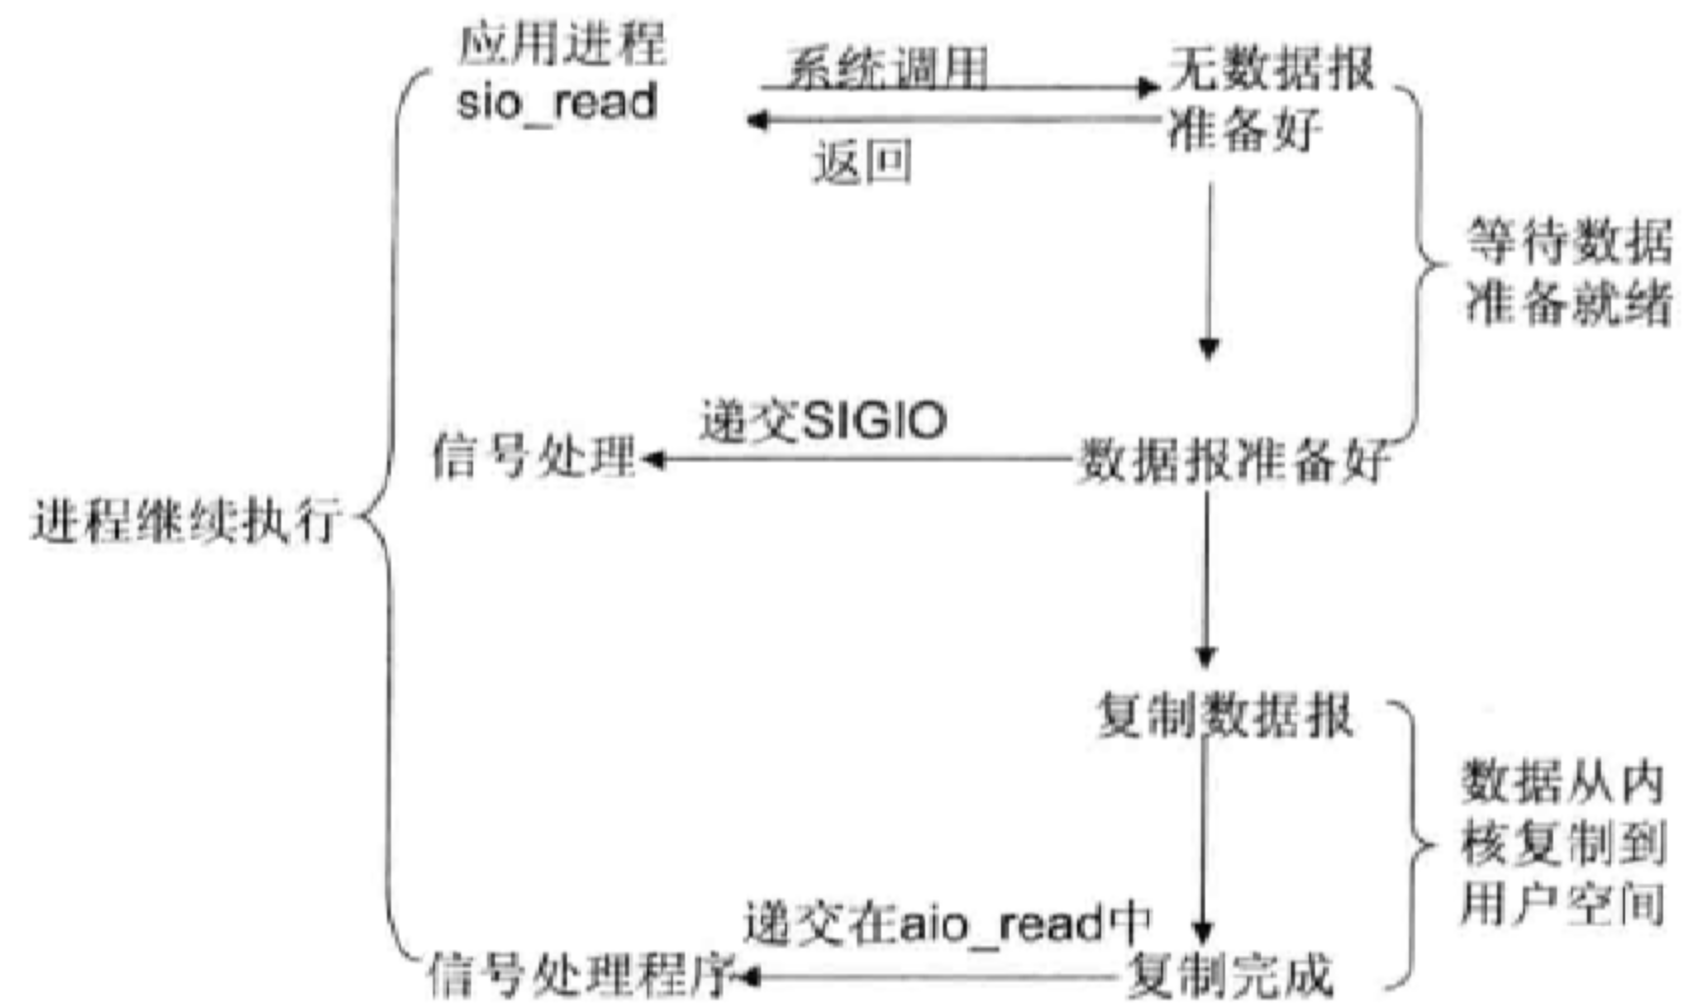 应用进程
sio_read
系统调用
返回
无数据报
准备好
等待数据
准备就绪
递交SIGIO
信号处理
数据报准备好
进程继续执行
复制数据报
数据从内
核复制到
用户空间
递交在aio_read中
信号处理程序
复制完成